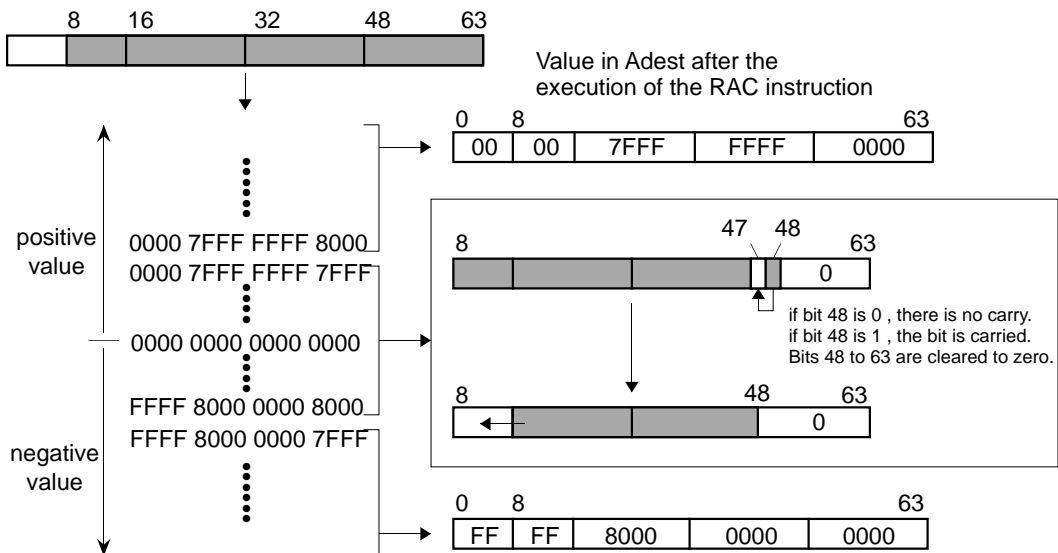 8 16 32 48 63
Value in Adest after the
execution of the RAC instruction
0 8 63
00 00 7FFF FFFF 0000
positive
value
0000 7FFF FFFF 8000
0000 7FFF FFFF 7FFF
0000 0000 0000 0000
FFFF 8000 0000 8000
FFFF 8000 0000 7FFF
negative
value
8 47 48 63
0
if bit 48 is 0 , there is no carry.
if bit 48 is 1 , the bit is carried.
Bits 48 to 63 are cleared to zero.
8 48 63
0
0 8 63
FF FF 8000 0000 0000